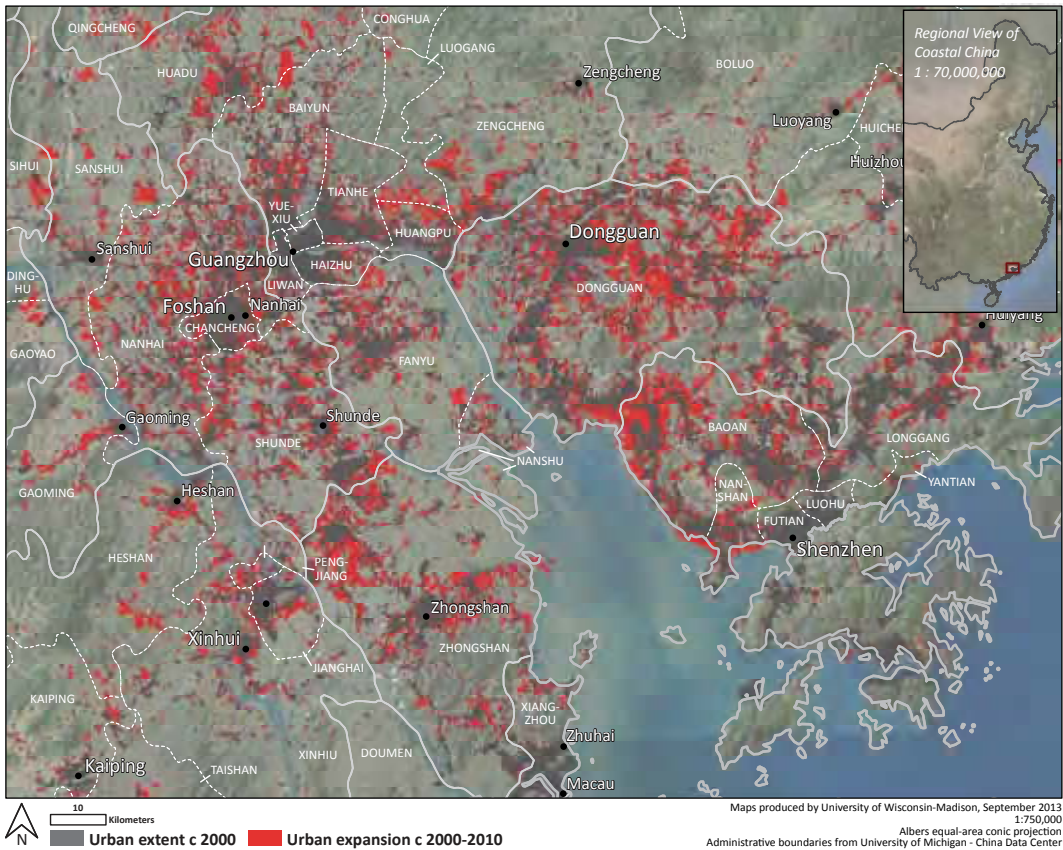 QINGCHENG
CONGHUA
LUOGANG
HUADU
Zengcheng
BOLUO
Regional View of
Coastal China
1 : 70,000,000
BAIYUN
Luoyang
ZENGCHENG
HUICHE
SIHUI
SANSHUI
Huizhou
TIANHE
YUE-
XIU
HUANGPU
Dongguan
Sanshui
Guangzhou
HAIZHU
DING-
HU
LIWAN
DONGGUAN
Foshan
Nanhai
CHANCHENG
Huiyang
NANHAI
GAOYAO
FANYU
Gaoming
Shunde
BAOAN
SHUNDE
LONGGANG
NANSHU
YANTIAN
GAOMING
Heshan
NAN-
SHAN
LUOHU
FUTIAN
Shenzhen
HESHAN
PENG-
JIANG
Zhongshan
Xinhui
ZHONGSHAN
JIANGHAI
KAIPING
XIANG-
ZHOU
Zhuhai
XINHIU
DOUMEN
Kaiping
TAISHAN
Macau
N
10
Kilometers
Urban extent c 2000
Urban expansion c 2000-2010
Maps produced by University of Wisconsin-Madison, September 2013
1:750,000
Albers equal-area conic projection
Administrative boundaries from University of Michigan - China Data Center